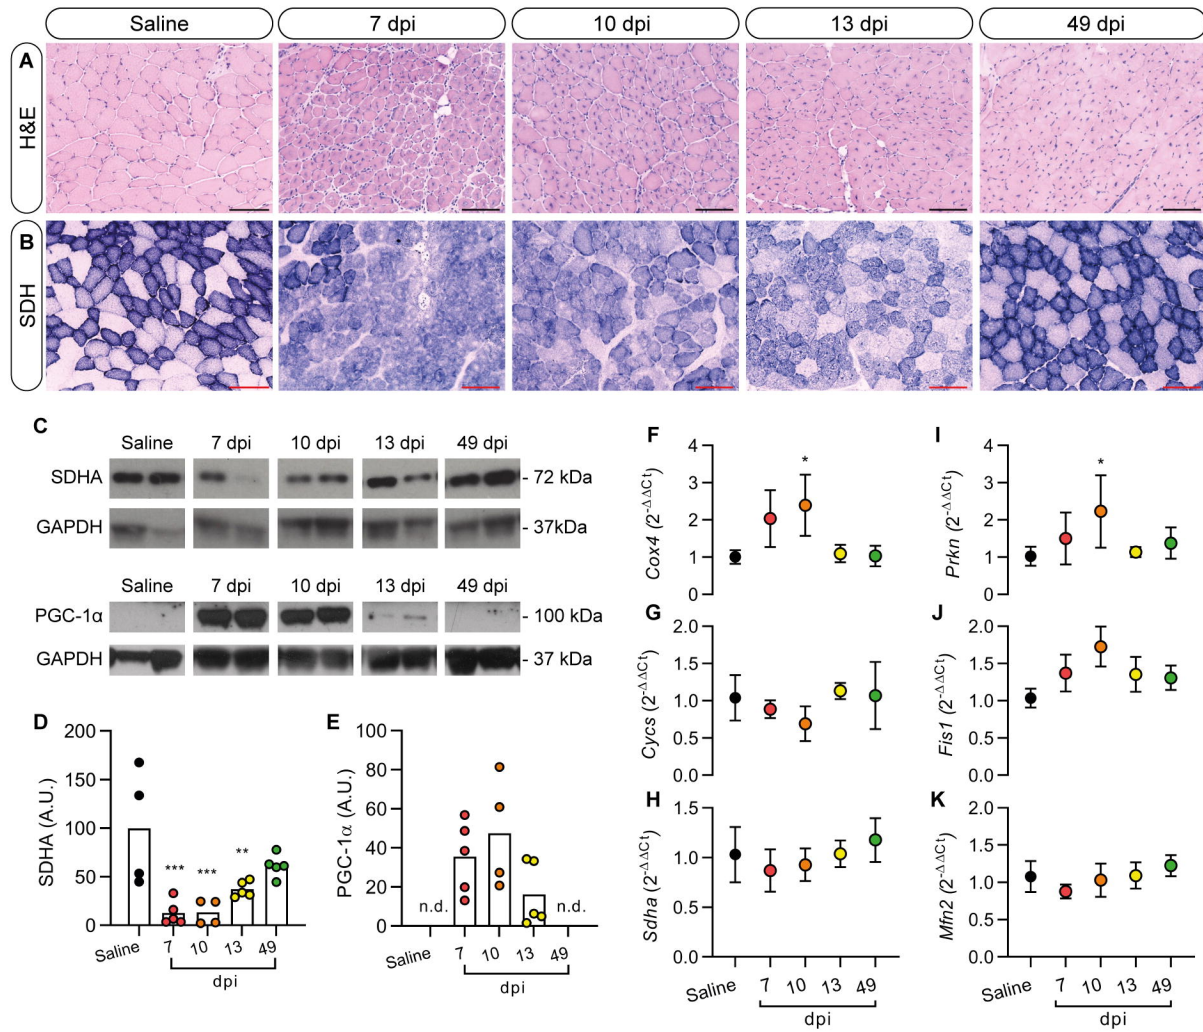 Saline 7 dpi 10 dpi 13 dpi 49 dpi
A
H&E
B
SDH
C
Saline 7 dpi 10 dpi 13 dpi 49 dpi
SDHA - 72 kDa
GAPDH - 37kDa
Saline 7 dpi 10 dpi 13 dpi 49 dpi
PGC-1α - 100 kDa
GAPDH - 37 kDa
D
SDHA (A.U.)
200
150
100
50
0
*** *** **
Saline 7 10 13 49
dpi
E
PGC-1α (A.U.)
100
80
60
40
20
0
n.d. n.d.
Saline 7 10 13 49
dpi
F
Cox4 (2^-ΔΔCt)
4
3
2
1
0
*
G
Cycs (2^-ΔΔCt)
2.0
1.5
1.0
0.5
0.0
H
Sdha (2^-ΔΔCt)
1.5
1.0
0.5
0.0
Saline 7 10 13 49
dpi
I
Prkn (2^-ΔΔCt)
4
3
2
1
0
*
J
Fis1 (2^-ΔΔCt)
2.0
1.5
1.0
0.5
0.0
K
Mfn2 (2^-ΔΔCt)
2.0
1.5
1.0
0.5
0.0
Saline 7 10 13 49
dpi